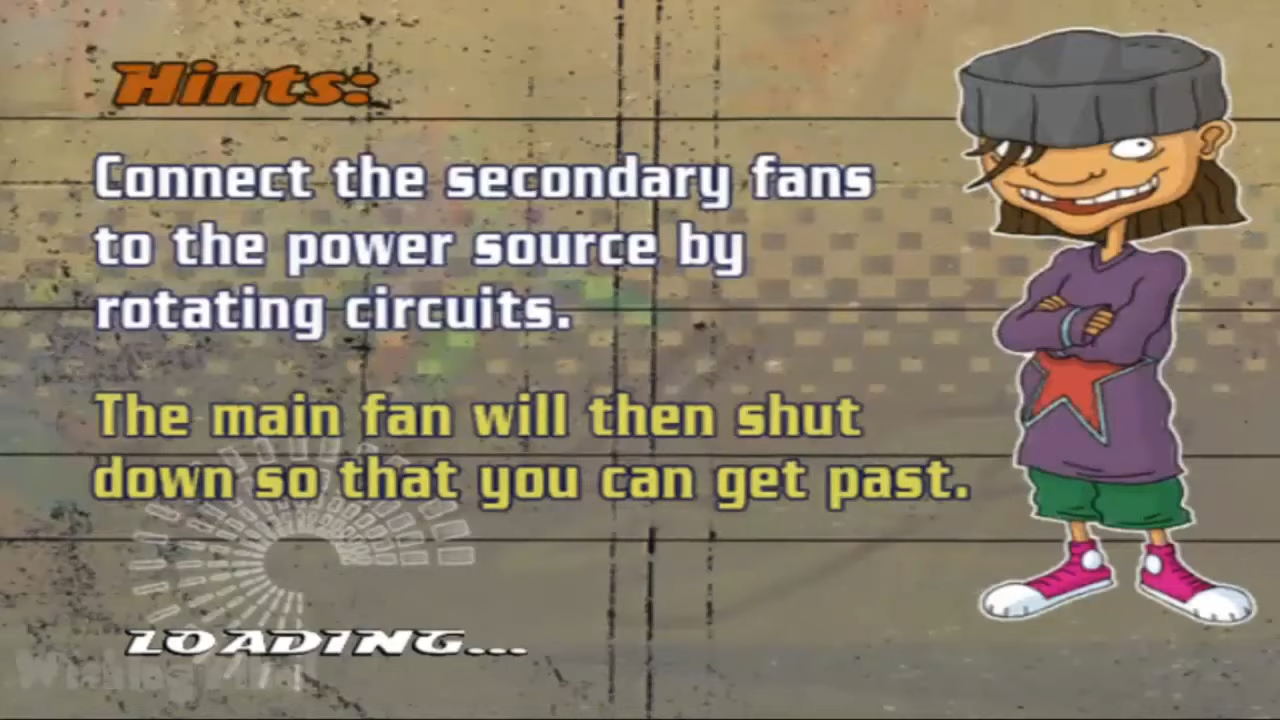 Hints:
Connect the secondary fans
to the power source by
rotating circuits.
The main fan will then shut
down so that you can get past.
LOADING...